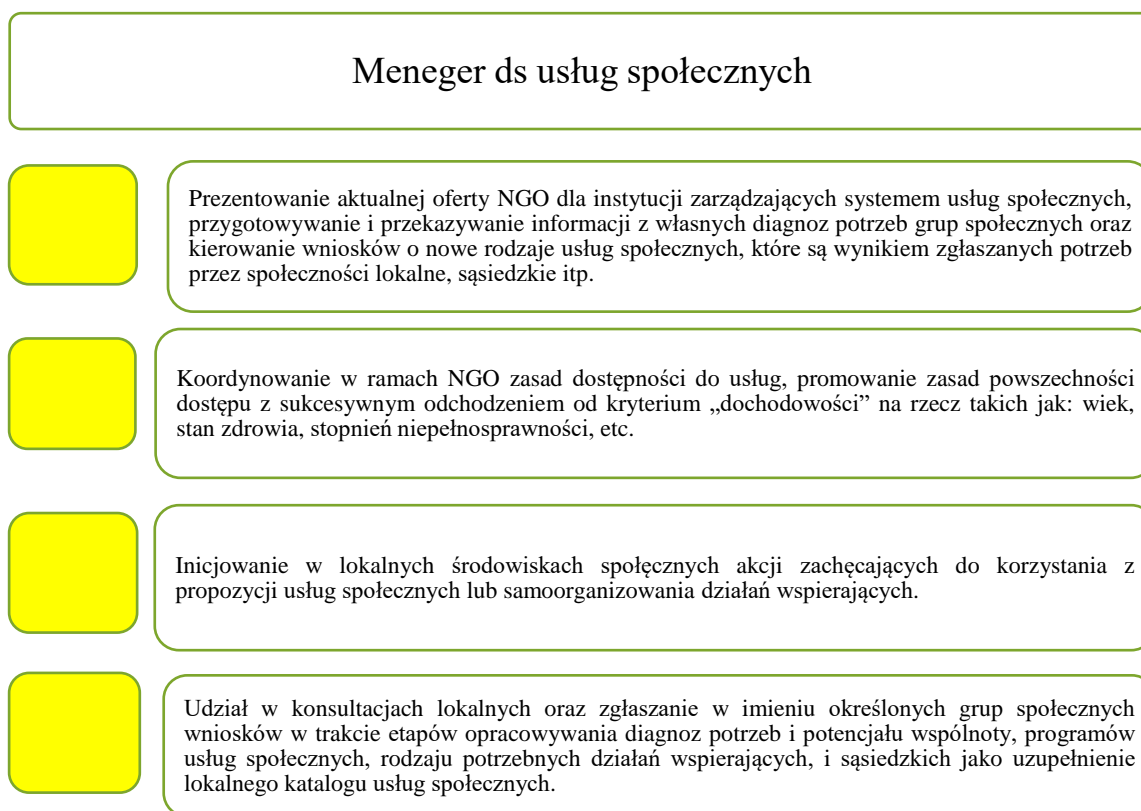 Meneger ds usług społecznych
Prezentowanie aktualnej oferty NGO dla instytucji zarządzających systemem usług społecznych,
przygotowywanie i przekazywanie informacji z własnych diagnoz potrzeb grup społecznych oraz
kierowanie wniosków o nowe rodzaje usług społecznych, które są wynikiem zgłaszanych potrzeb
przez społeczności lokalne, sąsiedzkie itp.
Koordynowanie w ramach NGO zasad dostępności do usług, promowanie zasad powszechności
dostępu z sukcesywnym odchodzeniem od kryterium „dochodowości” na rzecz takich jak: wiek,
stan zdrowia, stopnień niepełnosprawności, etc.
Inicjowanie w lokalnych środowiskach społęcznych akcji zachęcających do korzystania z
propozycji usług społecznych lub samoorganizowania działań wspierających.
Udział w konsultacjach lokalnych oraz zgłaszanie w imieniu określonych grup społecznych
wniosków w trakcie etapów opracowywania diagnoz potrzeb i potencjału wspólnoty, programów
usług społecznych, rodzaju potrzebnych działań wspierających, i sąsiedzkich jako uzupełnienie
lokalnego katalogu usług społecznych.